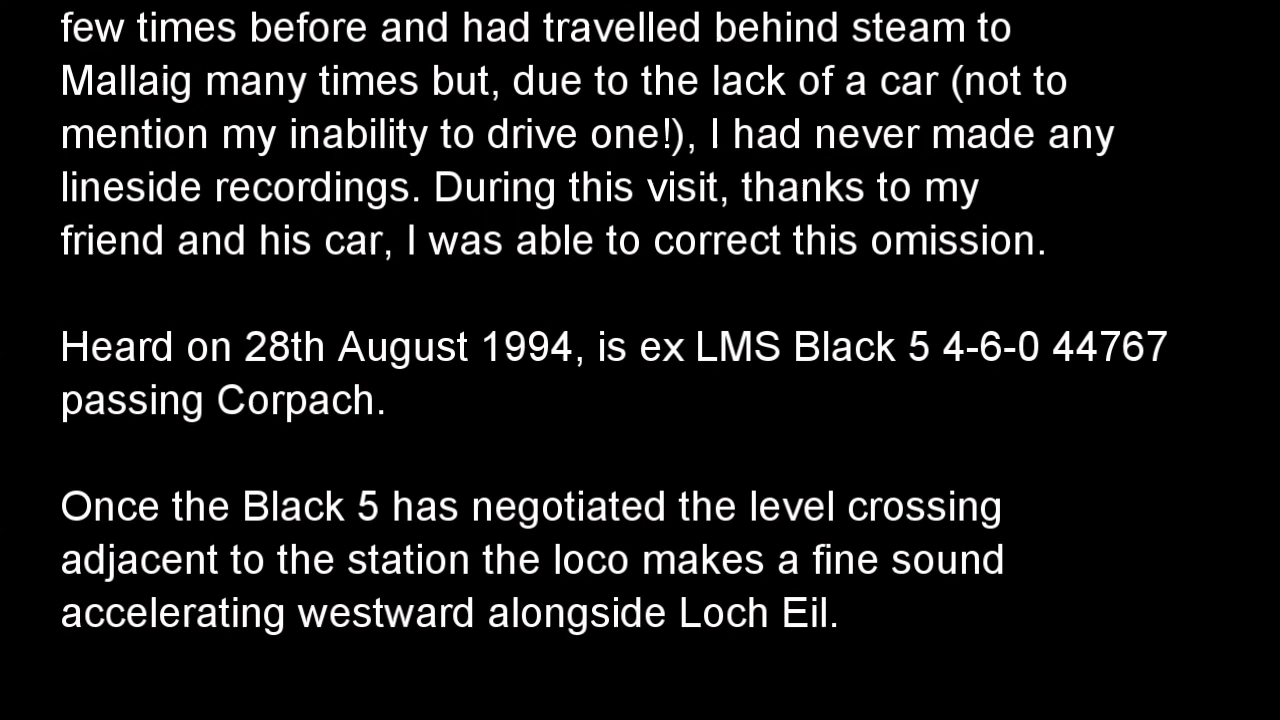 few times before and had travelled behind steam to
Mallaig many times but, due to the lack of a car (not to
mention my inability to drive one!), I had never made any
lineside recordings. During this visit, thanks to my
friend and his car, I was able to correct this omission.
Heard on 28th August 1994, is ex LMS Black 5 4-6-0 44767
passing Corpach.
Once the Black 5 has negotiated the level crossing
adjacent to the station the loco makes a fine sound
accelerating westward alongside Loch Eil.